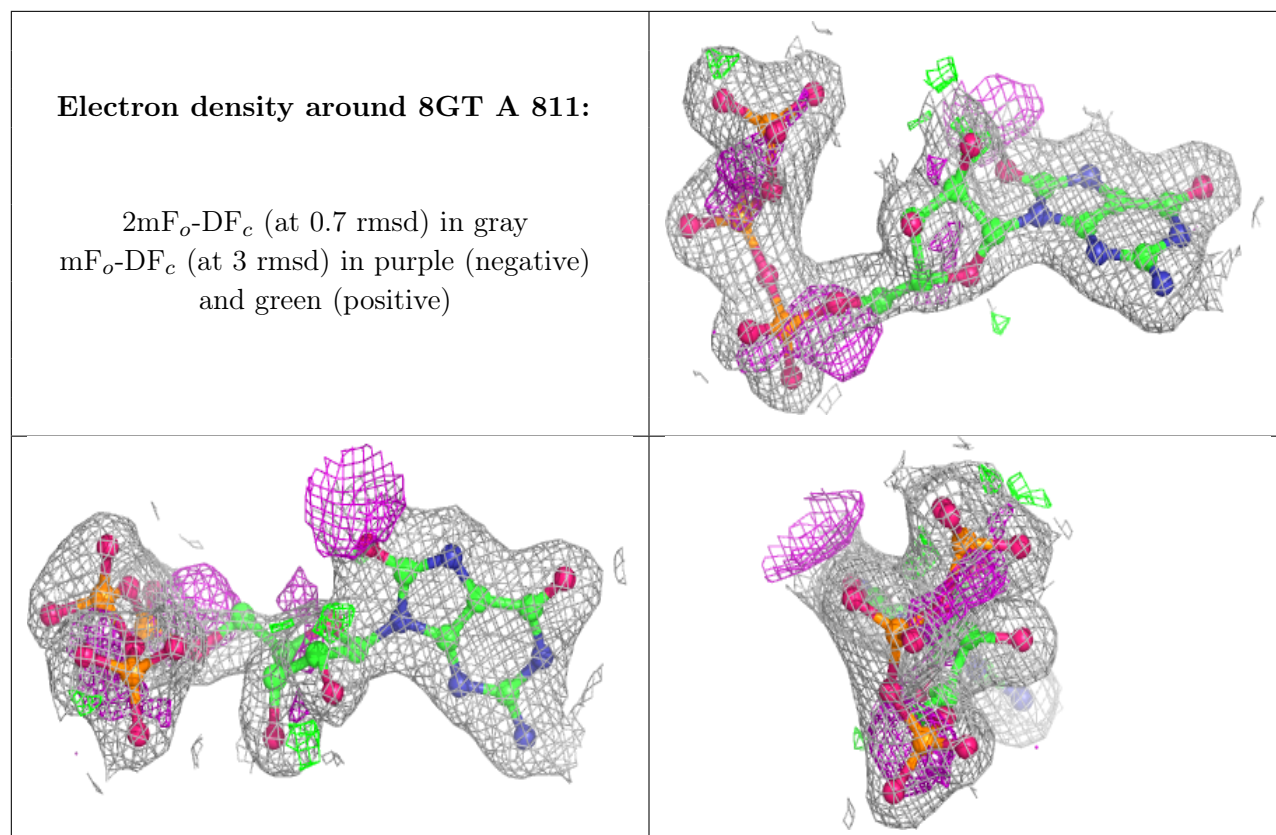 Electron density around 8GT A 811:
2mFo-DFc (at 0.7 rmsd) in gray
mFo-DFc (at 3 rmsd) in purple (negative)
and green (positive)